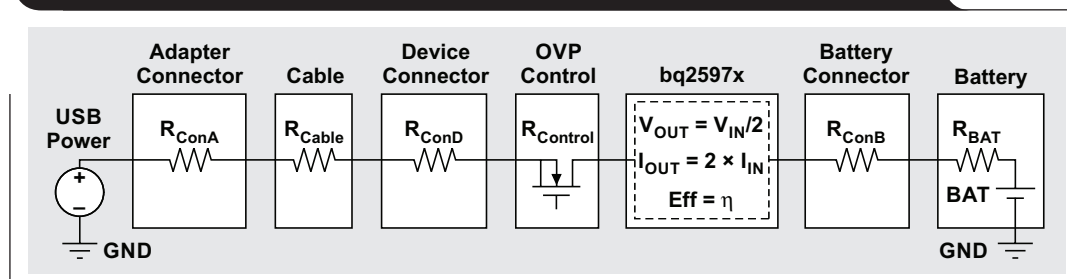 Adapter
Connector
Cable
Device
Connector
OVP
Control
bq2597x
Battery
Connector
Battery
USB
Power
R_ConA
R_Cable
R_ConD
R_Control
V_OUT = V_IN/2
I_OUT = 2 × I_IN
Eff = η
R_ConB
R_BAT
BAT
+
–
GND
GND